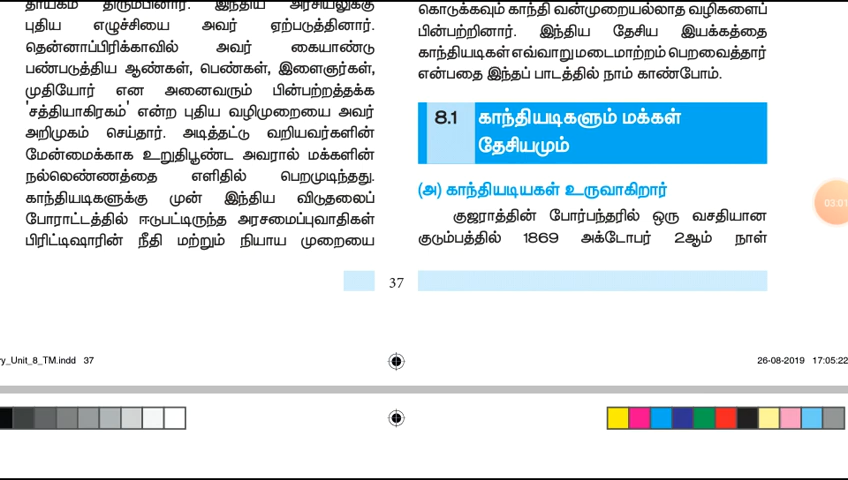 தாயகம் திரும்பினார். இந்திய அரசியலுக்கு
புதிய எழுச்சியை அவர் ஏற்படுத்தினார்.
தென்னாப்பிரிக்காவில் அவர் கையாண்டு
பண்படுத்திய ஆண்கள், பெண்கள், இளைஞர்கள்,
முதியோர் என அனைவரும் பின்பற்றத்தக்க
'சத்தியாகிரகம்' என்ற புதிய வழிமுறையை அவர்
அறிமுகம் செய்தார். அடித்தட்டு வறியவர்களின்
மேன்மைக்காக உறுதிபூண்ட அவரால் மக்களின்
நல்லெண்ணத்தை எளிதில் பெறமுடிந்தது.
காந்தியடிகளுக்கு முன் இந்திய விடுதலைப்
போராட்டத்தில் ஈடுபட்டிருந்த அரசமைப்புவாதிகள்
பிரிட்டிஷாரின் நீதி மற்றும் நியாய முறையை
கொடுக்கவும் காந்தி வன்முறையல்லாத வழிகளைப்
பின்பற்றினார். இந்திய தேசிய இயக்கத்தை
காந்தியடிகள் எவ்வாறு மடைமாற்றம் பெறவைத்தார்
என்பதை இந்தப் பாடத்தில் நாம் காண்போம்.
8.1 காந்தியடிகளும் மக்கள்
தேசியமும்
(அ) காந்தியடியகள் உருவாகிறார்
குஜராத்தின் போர்பந்தரில் ஒரு வசதியான
குடும்பத்தில் 1869 அக்டோபர் 2ஆம் நாள்
03:01
37
ry_Unit_8_TM.indd 37
26-08-2019 17:05:22